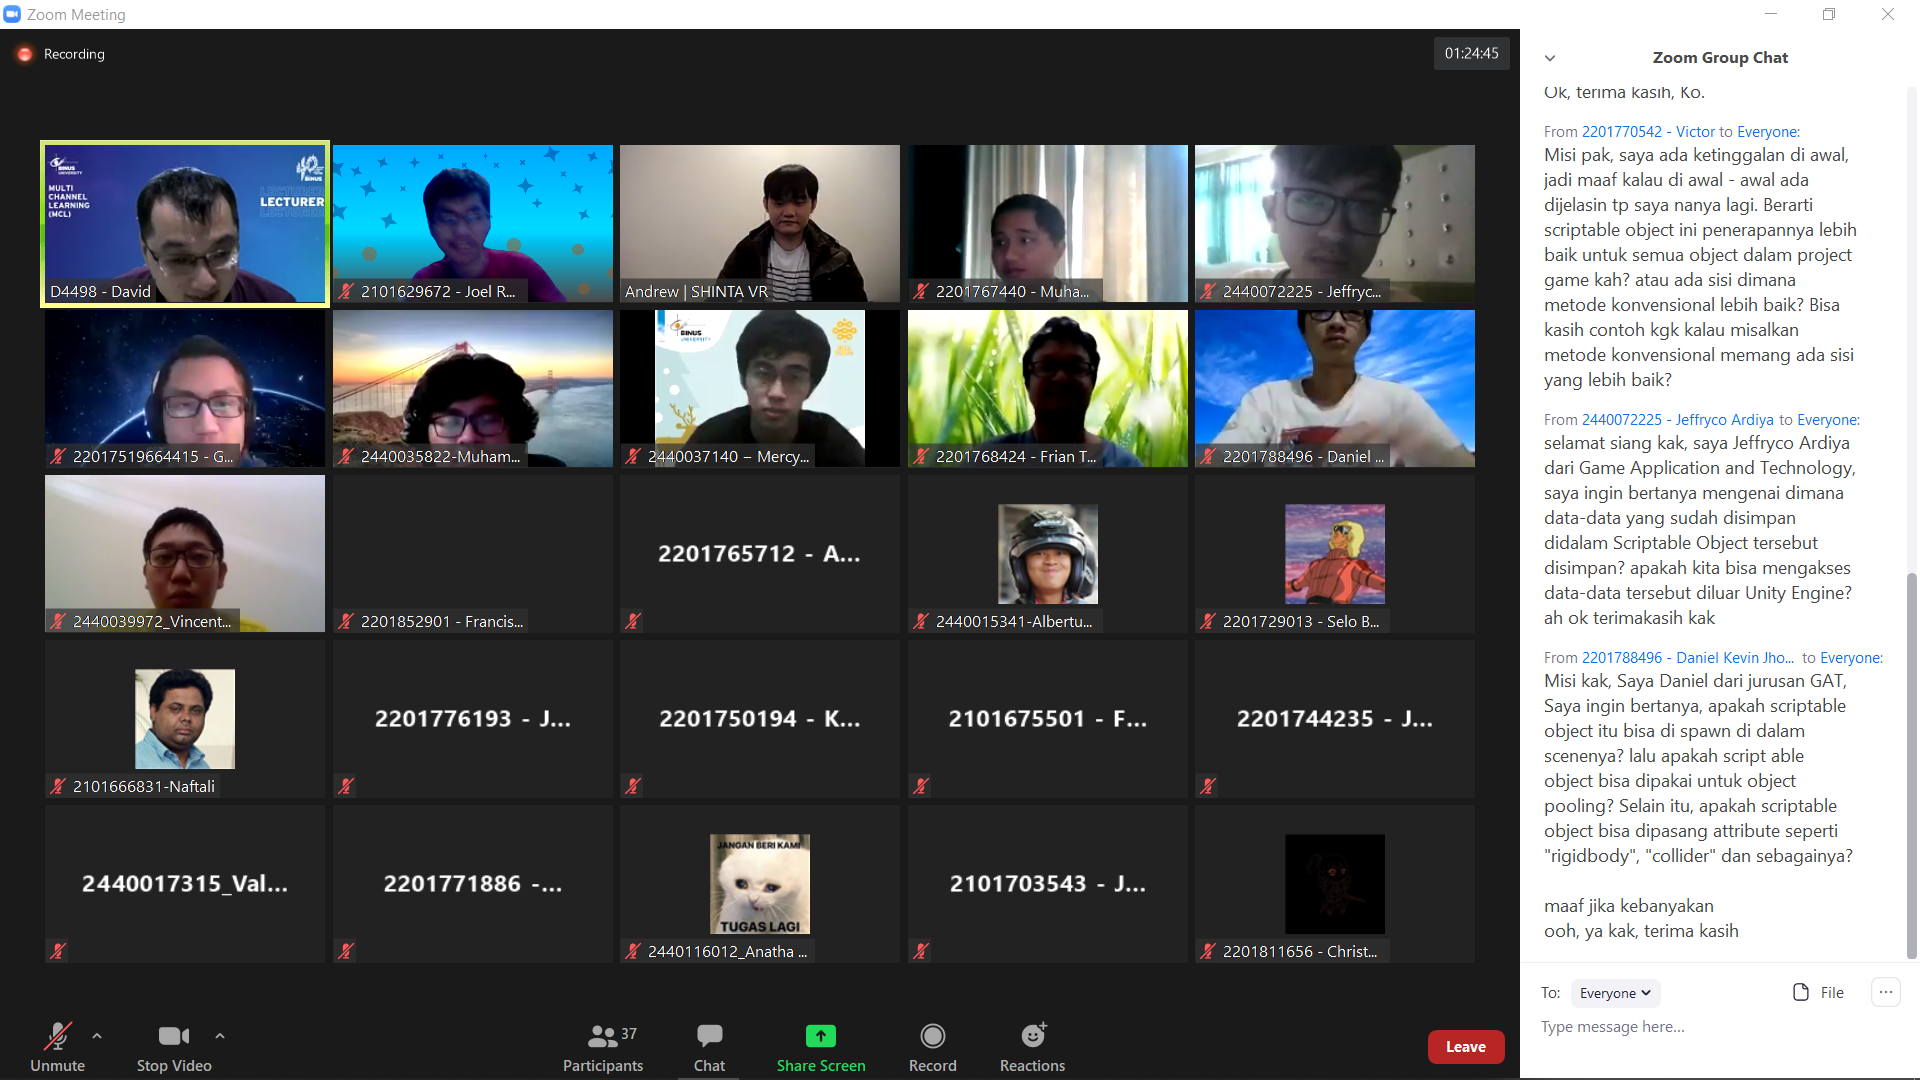 Zoom Meeting
Recording
01:24:45
BINUS UNIVERSITY
MULTI
CHANNEL
LEARNING
(MCL)
40
BINUS
LECTURER
D4498 - David
2101629672 - Joel R...
Andrew | SHINTA VR
2201767440 - Muha...
2440072225 - Jeffryc...
22017519664415 - G...
2440035822-Muham...
BINUS UNIVERSITY
2440037140 – Mercy...
2201768424 - Frian T...
2201788496 - Daniel ...
2440039972_Vincent...
2201852901 - Francis...
2201765712 - A...
2440015341-Albertu...
2201729013 - Selo B...
2101666831-Naftali
2201776193 - J...
2201750194 - K...
2101675501 - F...
2201744235 - J...
2440017315_Val...
2201771886 -...
JANGAN BERI KAMI
TUGAS LAGI
2440116012_Anatha ...
2101703543 - J...
2201811656 - Christ...
Unmute
Stop Video
37
Participants
Chat
Share Screen
Record
Reactions
Leave
Zoom Group Chat
Ok, terima kasih, Ko.
From 2201770542 - Victor to Everyone:
Misi pak, saya ada ketinggalan di awal,
jadi maaf kalau di awal - awal ada
dijelasin tp saya nanya lagi. Berarti
scriptable object ini penerapannya lebih
baik untuk semua object dalam project
game kah? atau ada sisi dimana
metode konvensional lebih baik? Bisa
kasih contoh kgk kalau misalkan
metode konvensional memang ada sisi
yang lebih baik?
From 2440072225 - Jeffryco Ardiya to Everyone:
selamat siang kak, saya Jeffryco Ardiya
dari Game Application and Technology,
saya ingin bertanya mengenai dimana
data-data yang sudah disimpan
didalam Scriptable Object tersebut
disimpan? apakah kita bisa mengakses
data-data tersebut diluar Unity Engine?
ah ok terimakasih kak
From 2201788496 - Daniel Kevin Jho... to Everyone:
Misi kak, Saya Daniel dari jurusan GAT,
Saya ingin bertanya, apakah scriptable
object itu bisa di spawn di dalam
scenenya? lalu apakah script able
object bisa dipakai untuk object
pooling? Selain itu, apakah scriptable
object bisa dipasang attribute seperti
"rigidbody", "collider" dan sebagainya?
maaf jika kebanyakan
ooh, ya kak, terima kasih
To: Everyone
File
Type message here...